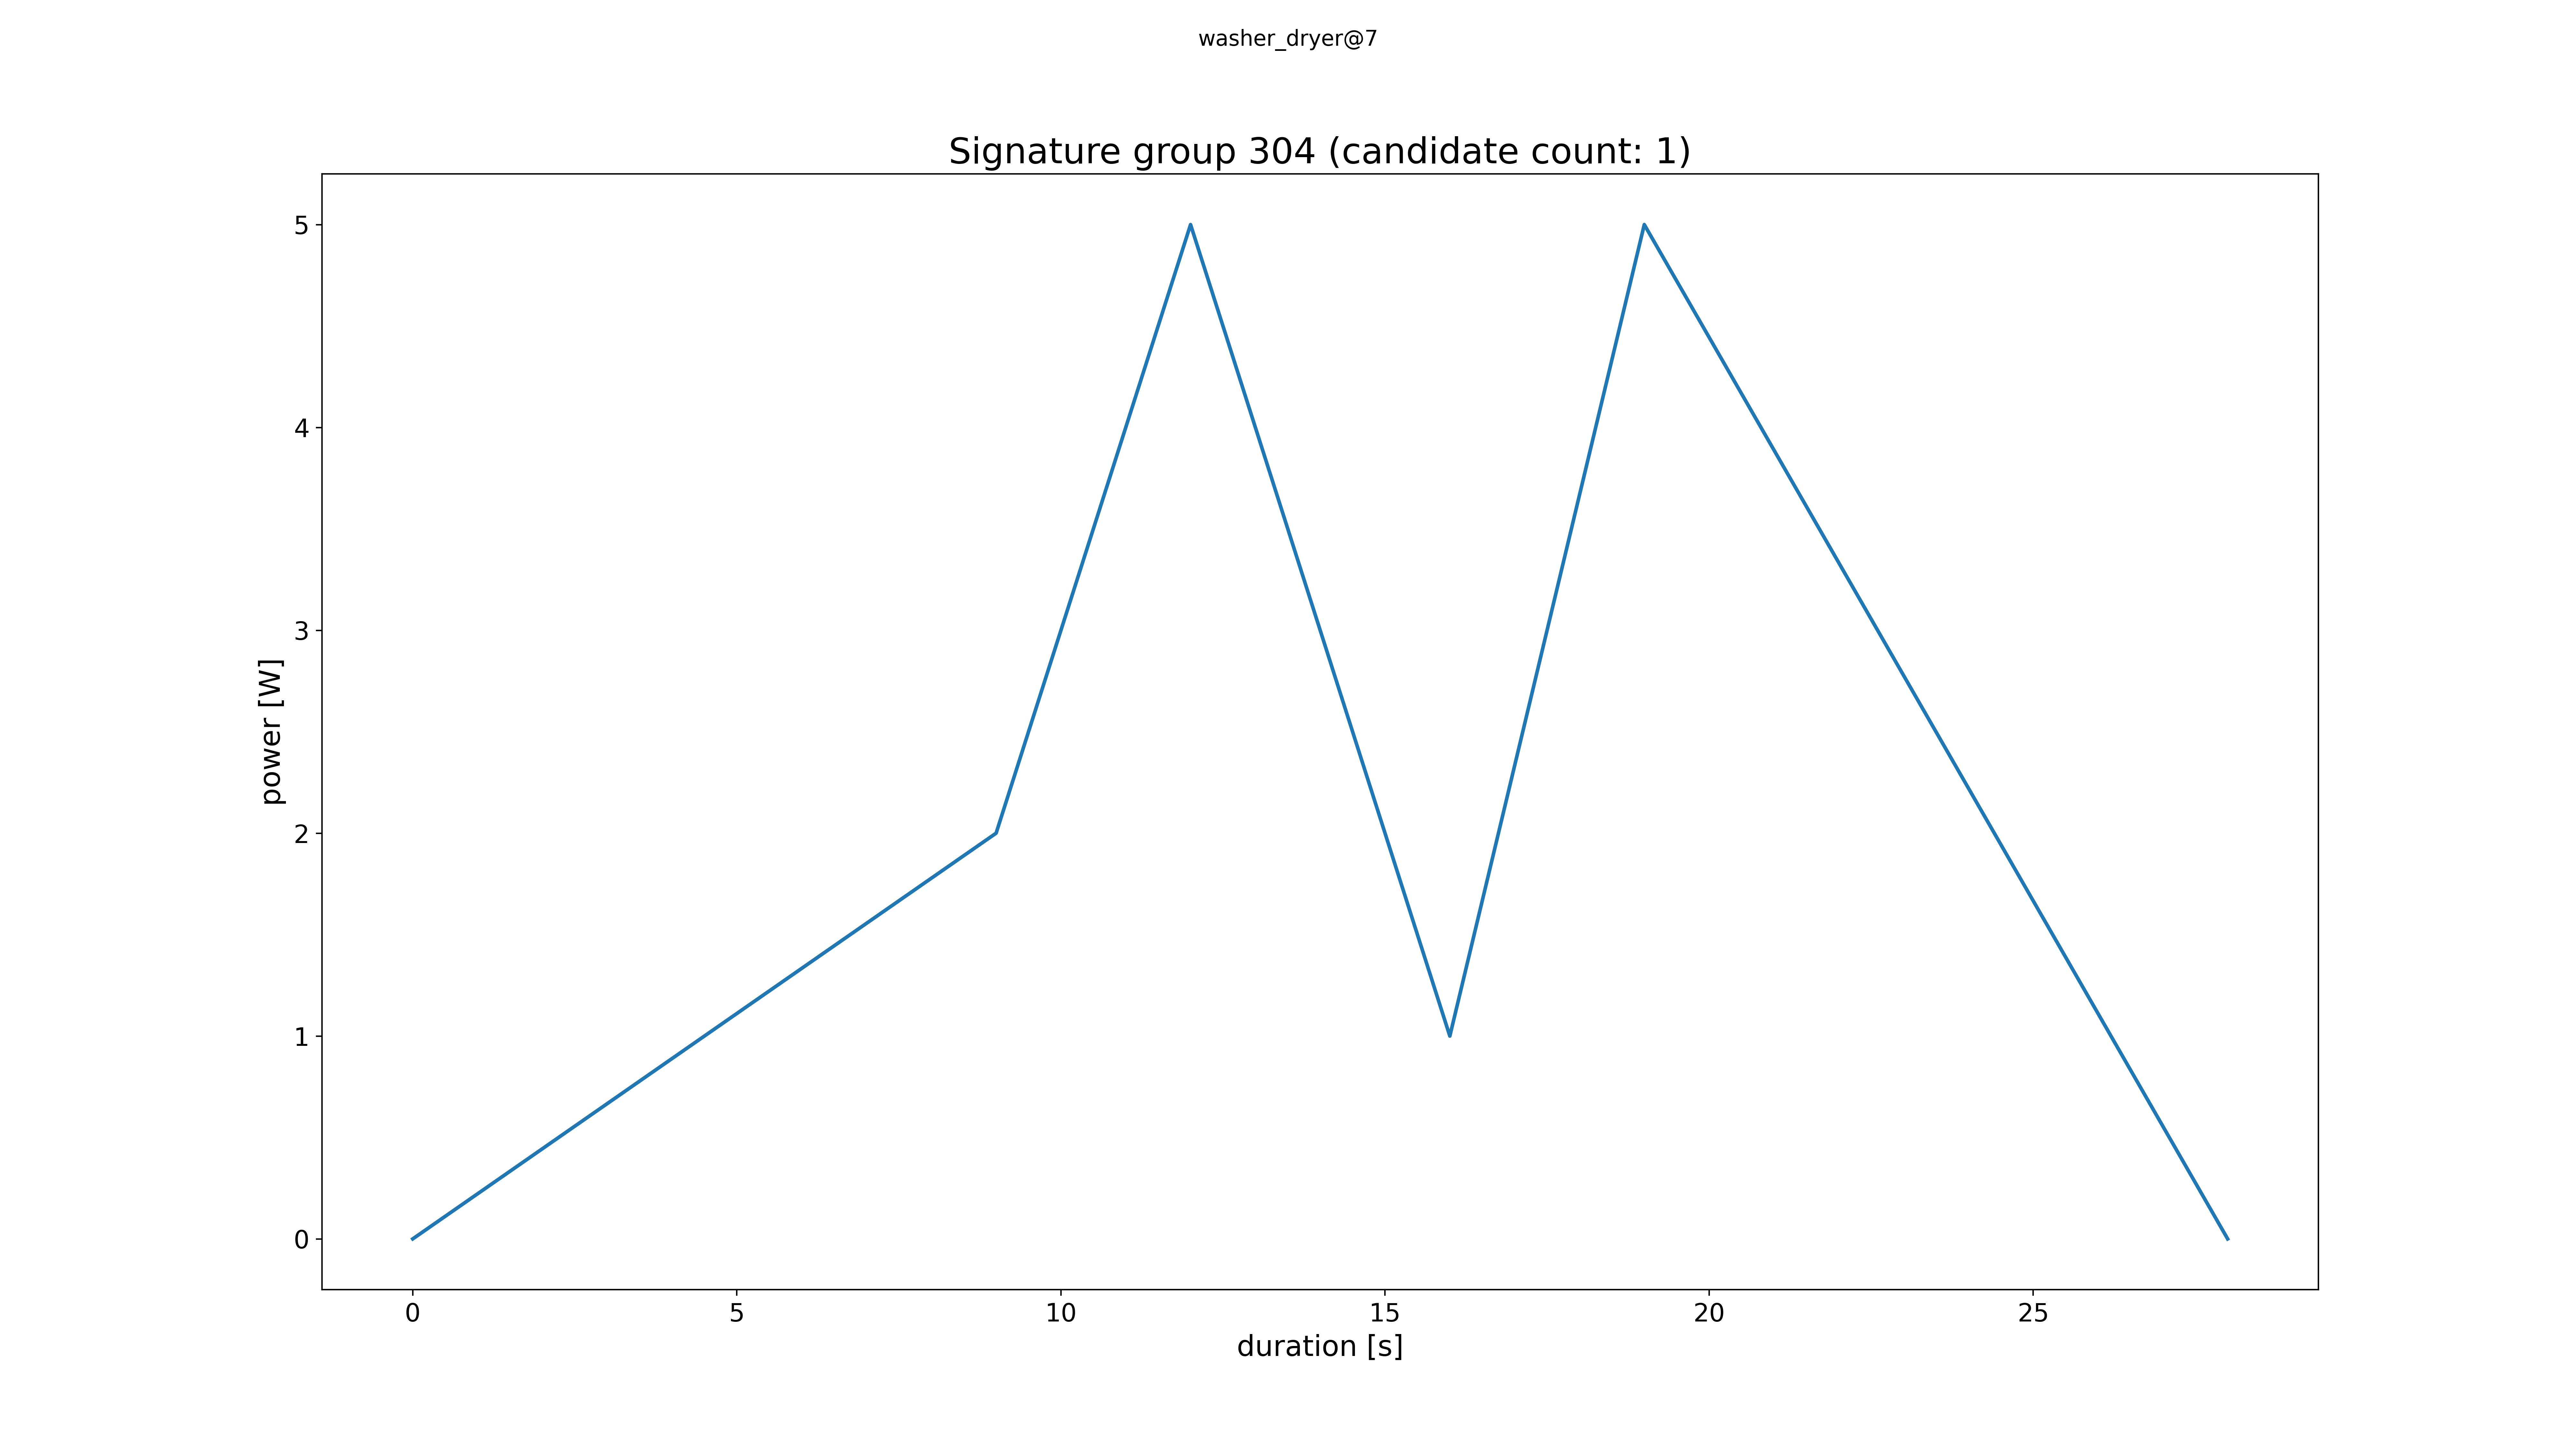 washer_dryer@7
Signature group 304 (candidate count: 1)
5
4
3
2
1
0
power [W]
0 5 10 15 20 25
duration [s]